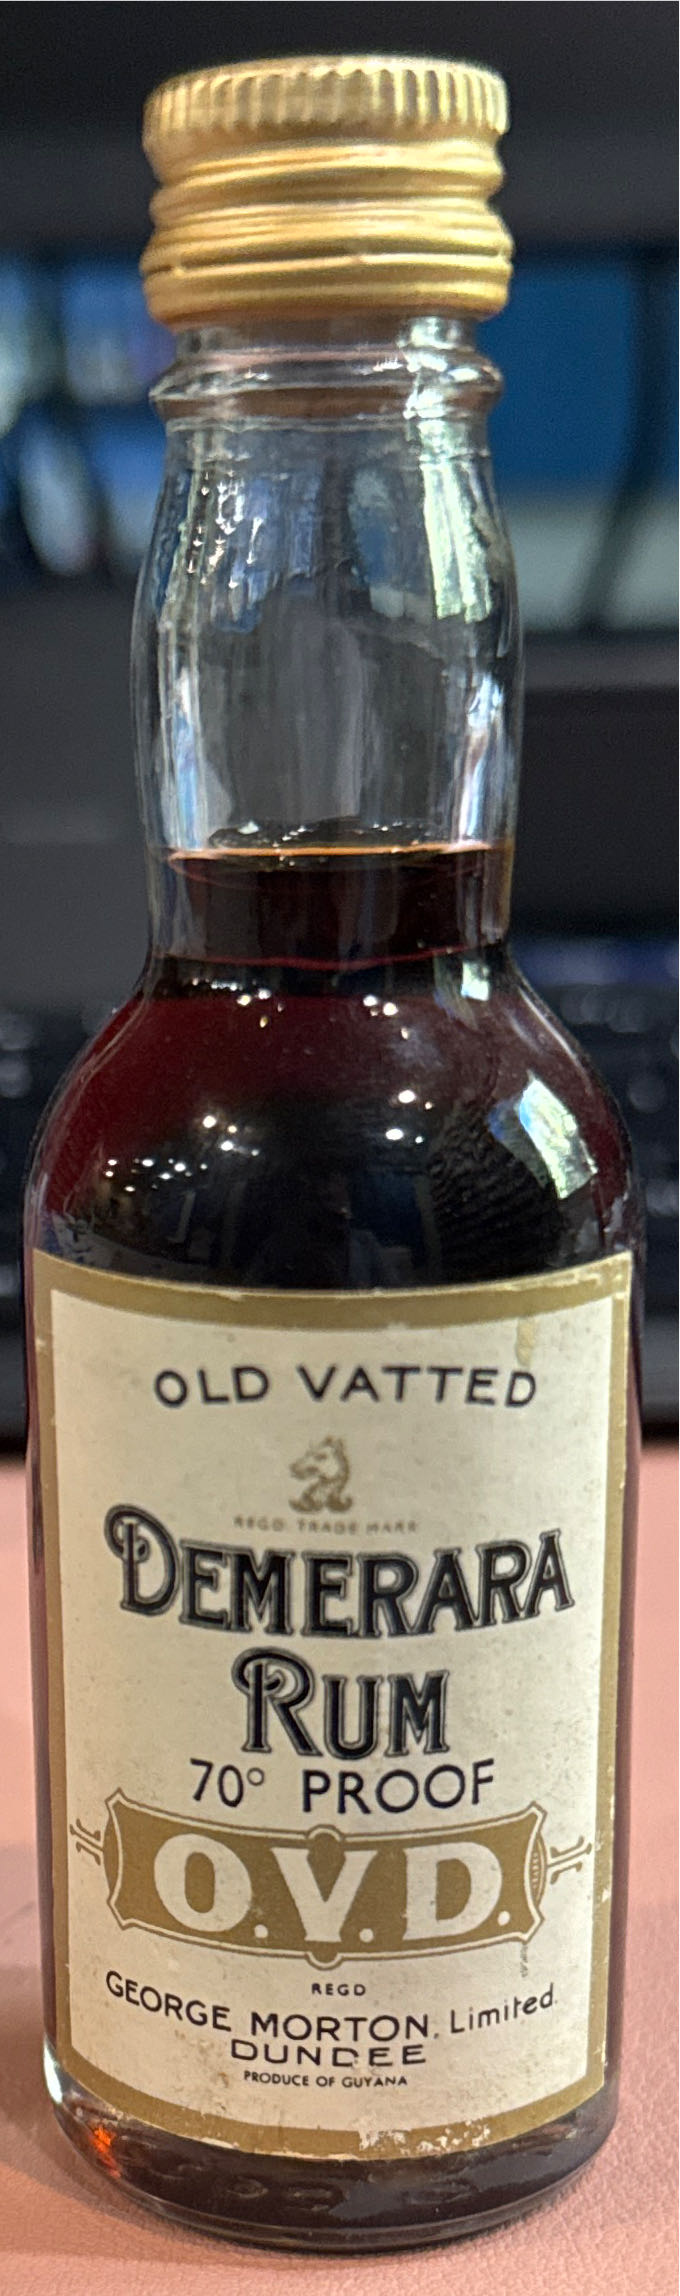 OLD VATTED
REGD. TRADE MARK
DEMERARA
RUM
70° PROOF
O.V.D.
REGD
GEORGE MORTON, Limited.
DUNDEE
PRODUCE OF GUYANA